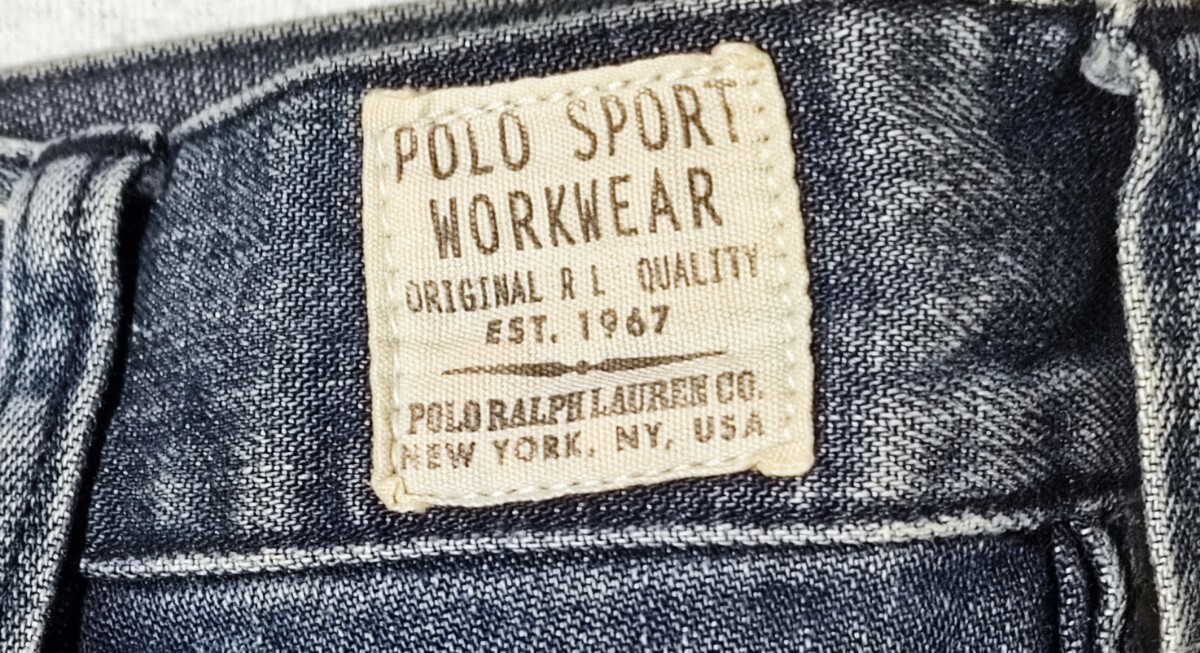 POLO SPORT
WORKWEAR
ORIGINAL R L QUALITY
EST. 1967
POLO RALPH LAUREN CO.
NEW YORK, NY, USA